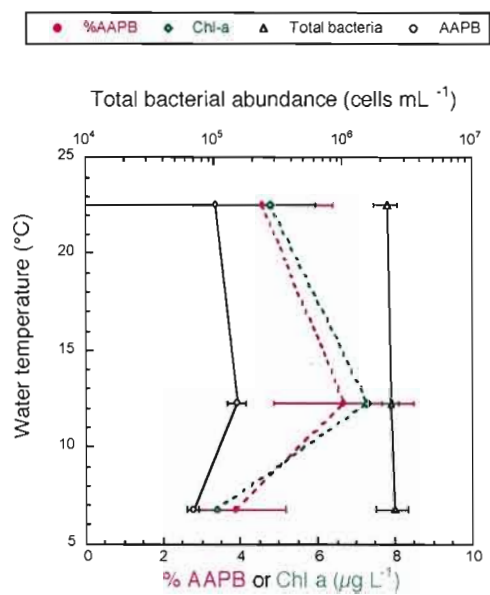 %AAPB Chl-a Total bacteria AAPB
Total bacterial abundance (cells mL⁻¹)
10⁴ 10⁵ 10⁶ 10⁷
25
20
15
10
5
Water temperature (°C)
0 2 4 6 8 10
% AAPB or Chl a (µg L⁻¹)